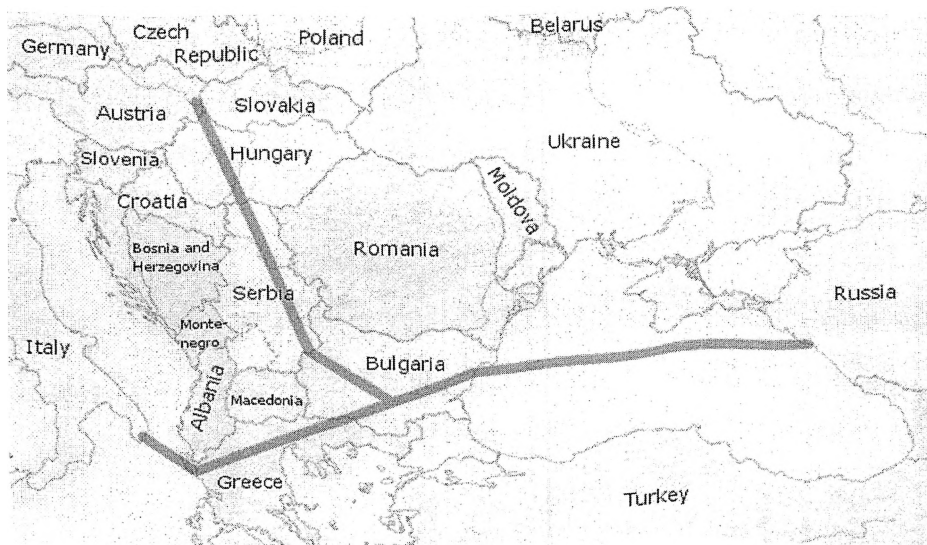 Czech
Republic
Poland
Belarus
Germany
Austria
Slovakia
Ukraine
Slovenia
Hungary
Moldova
Croatia
Romania
Bosnia and
Herzegovina
Serbia
Russia
Monte-
negro
Italy
Bulgaria
Albania
Macedonia
Greece
Turkey